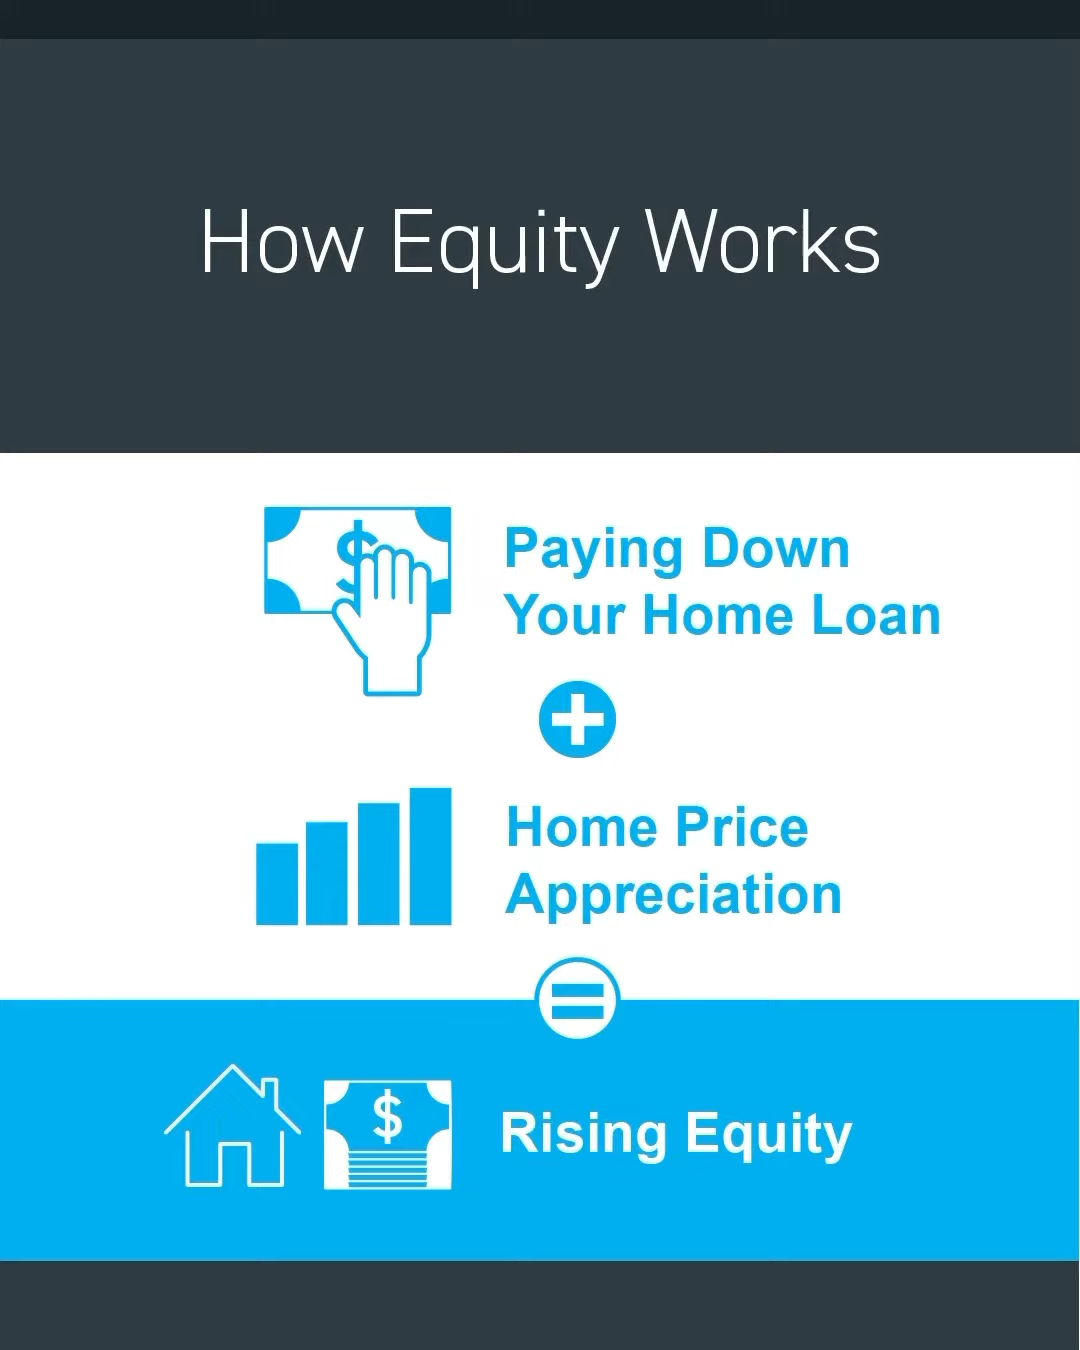 How Equity Works
$
Paying Down
Your Home Loan
+
Home Price
Appreciation
=
$
Rising Equity